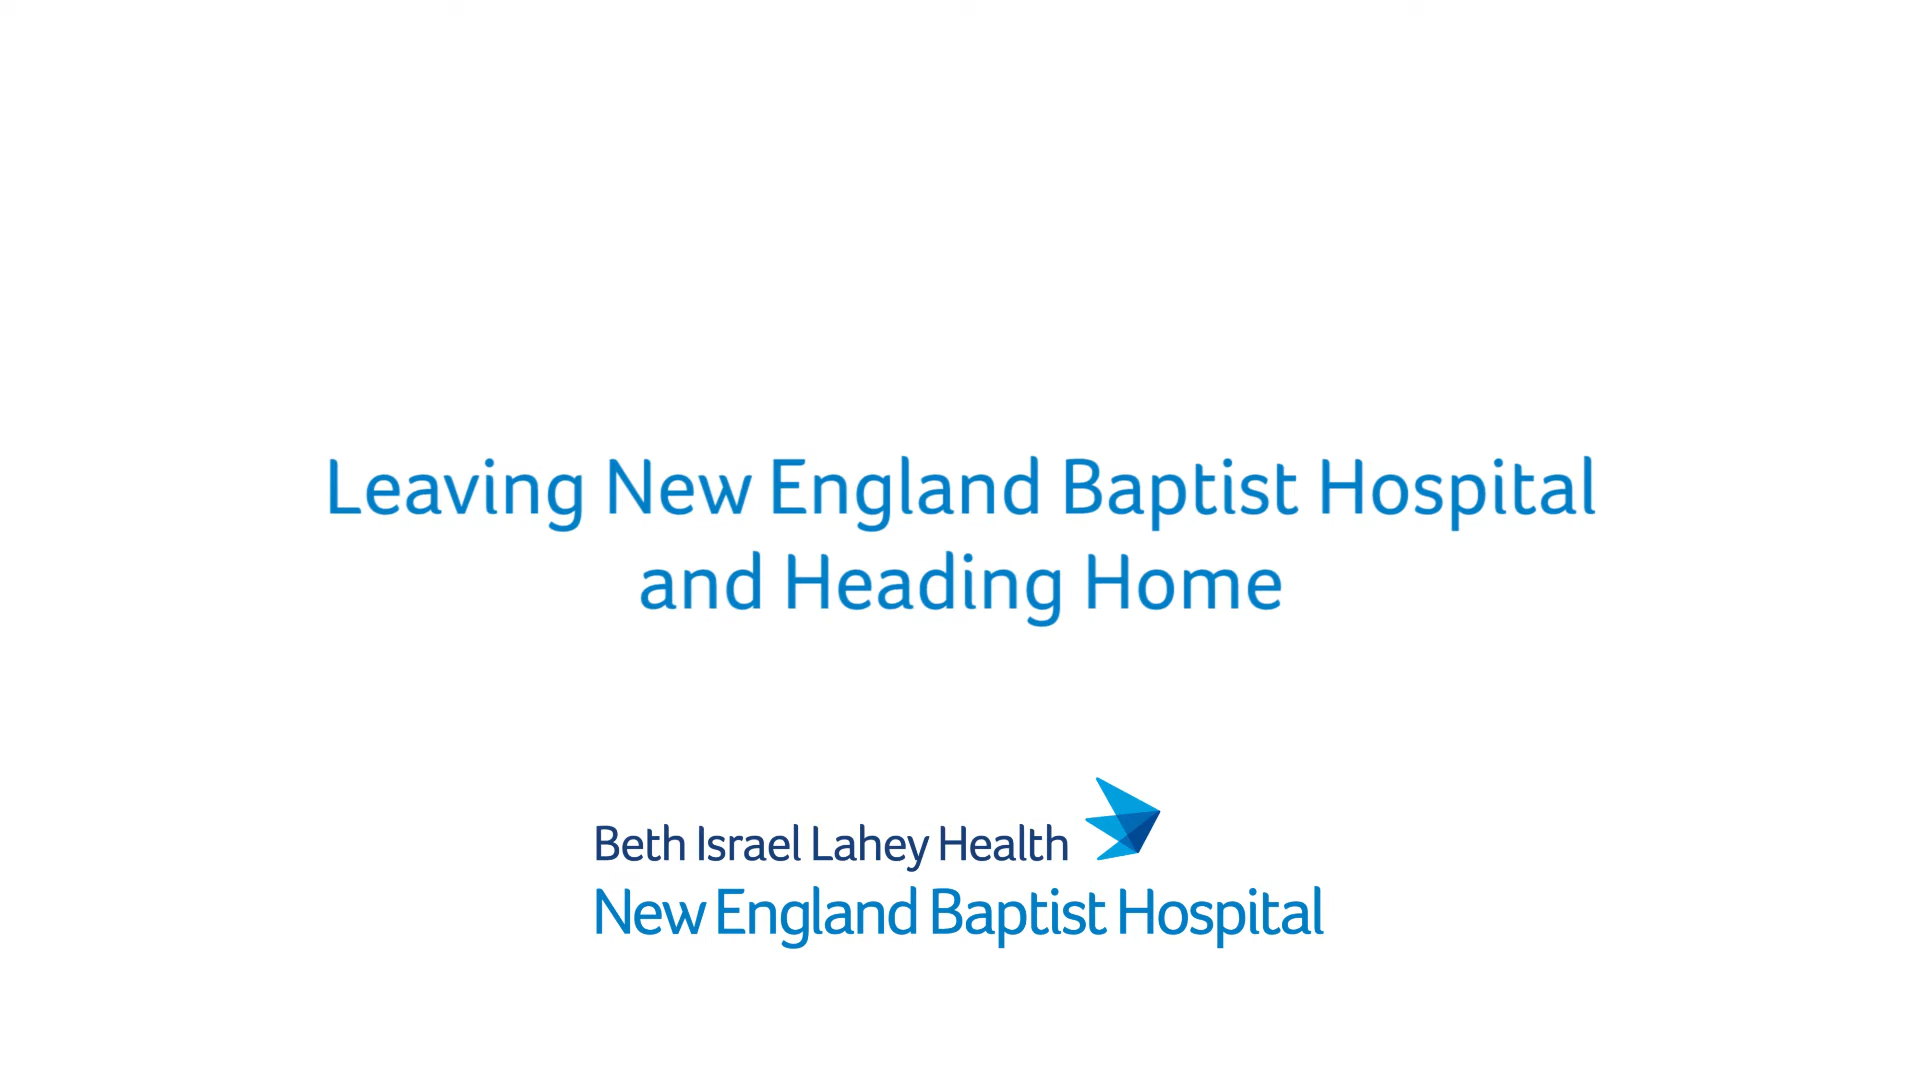 Leaving New England Baptist Hospital
and Heading Home
Beth Israel Lahey Health
New England Baptist Hospital